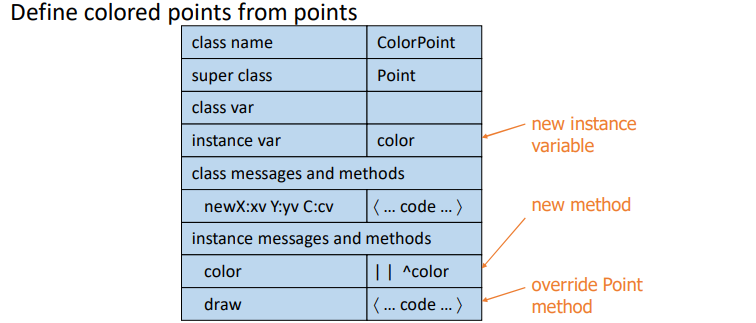 Define colored points from points
class name ColorPoint
super class Point
class var
instance var color
new instance
variable
class messages and methods
newX:xv Y:yv C:cv 〈 ... code ... 〉
new method
instance messages and methods
color | | ^color
draw 〈 ... code ... 〉
override Point
method